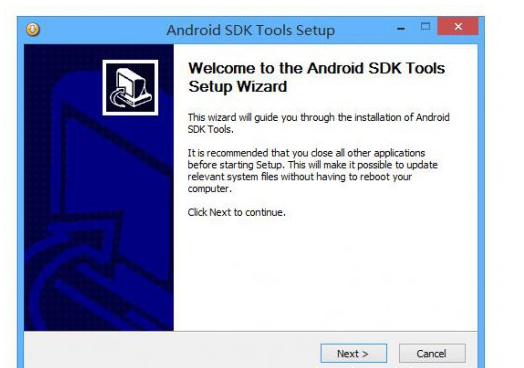 Android SDK Tools Setup
Welcome to the Android SDK Tools
Setup Wizard
This wizard will guide you through the installation of Android
SDK Tools.
It is recommended that you close all other applications
before starting Setup. This will make it possible to update
relevant system files without having to reboot your
computer.
Click Next to continue.
Next >
Cancel